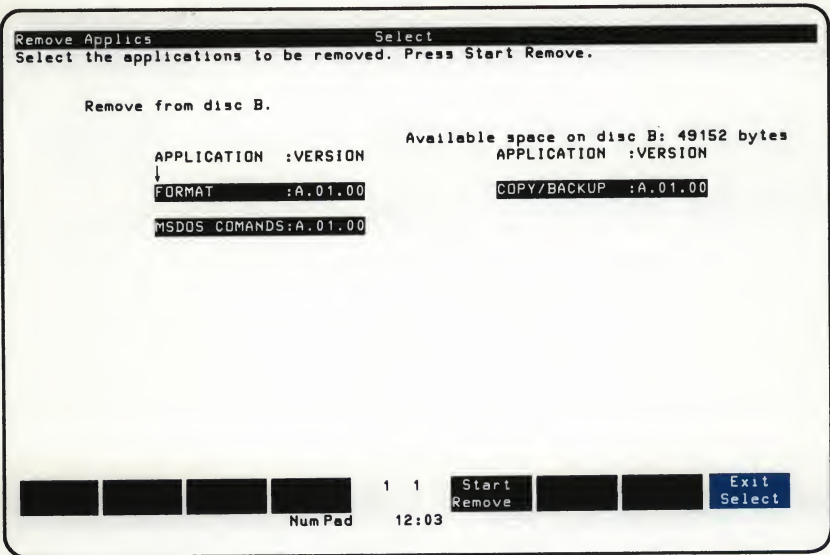 Remove Applics Select
Select the applications to be removed. Press Start Remove.
Remove from disc B.
Available space on disc B: 49152 bytes
APPLICATION :VERSION APPLICATION :VERSION
FORMAT :A.01.00 COPY/BACKUP :A.01.00
MSDOS COMANDS:A.01.00
1 1 Start Remove Exit Select
Num Pad 12:03